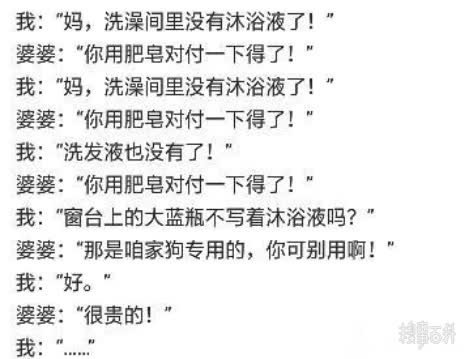 我：“妈，洗澡间里没有沐浴液了！”
婆婆：“你用肥皂对付一下得了！”
我：“妈，洗澡间里没有沐浴液了！”
婆婆：“你用肥皂对付一下得了！”
我：“洗发液也没有了！”
婆婆：“你用肥皂对付一下得了！”
我：“窗台上的大蓝瓶不写着沐浴液吗？”
婆婆：“那是咱家狗专用的，你可别用啊！”
我：“好。”
婆婆：“很贵的！”
我：“……”